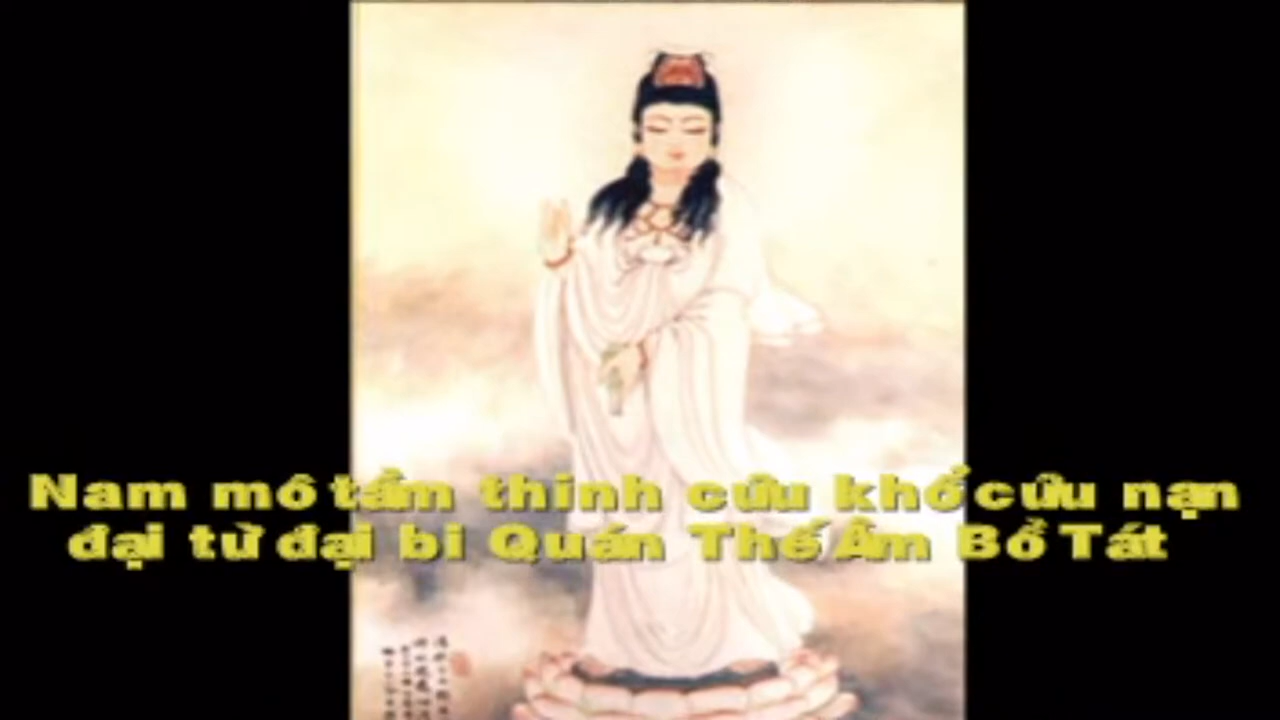 Nam mô tầm thinh cứu khổ cứu nạn
đại từ đại bi Quán Thế Âm Bồ Tát